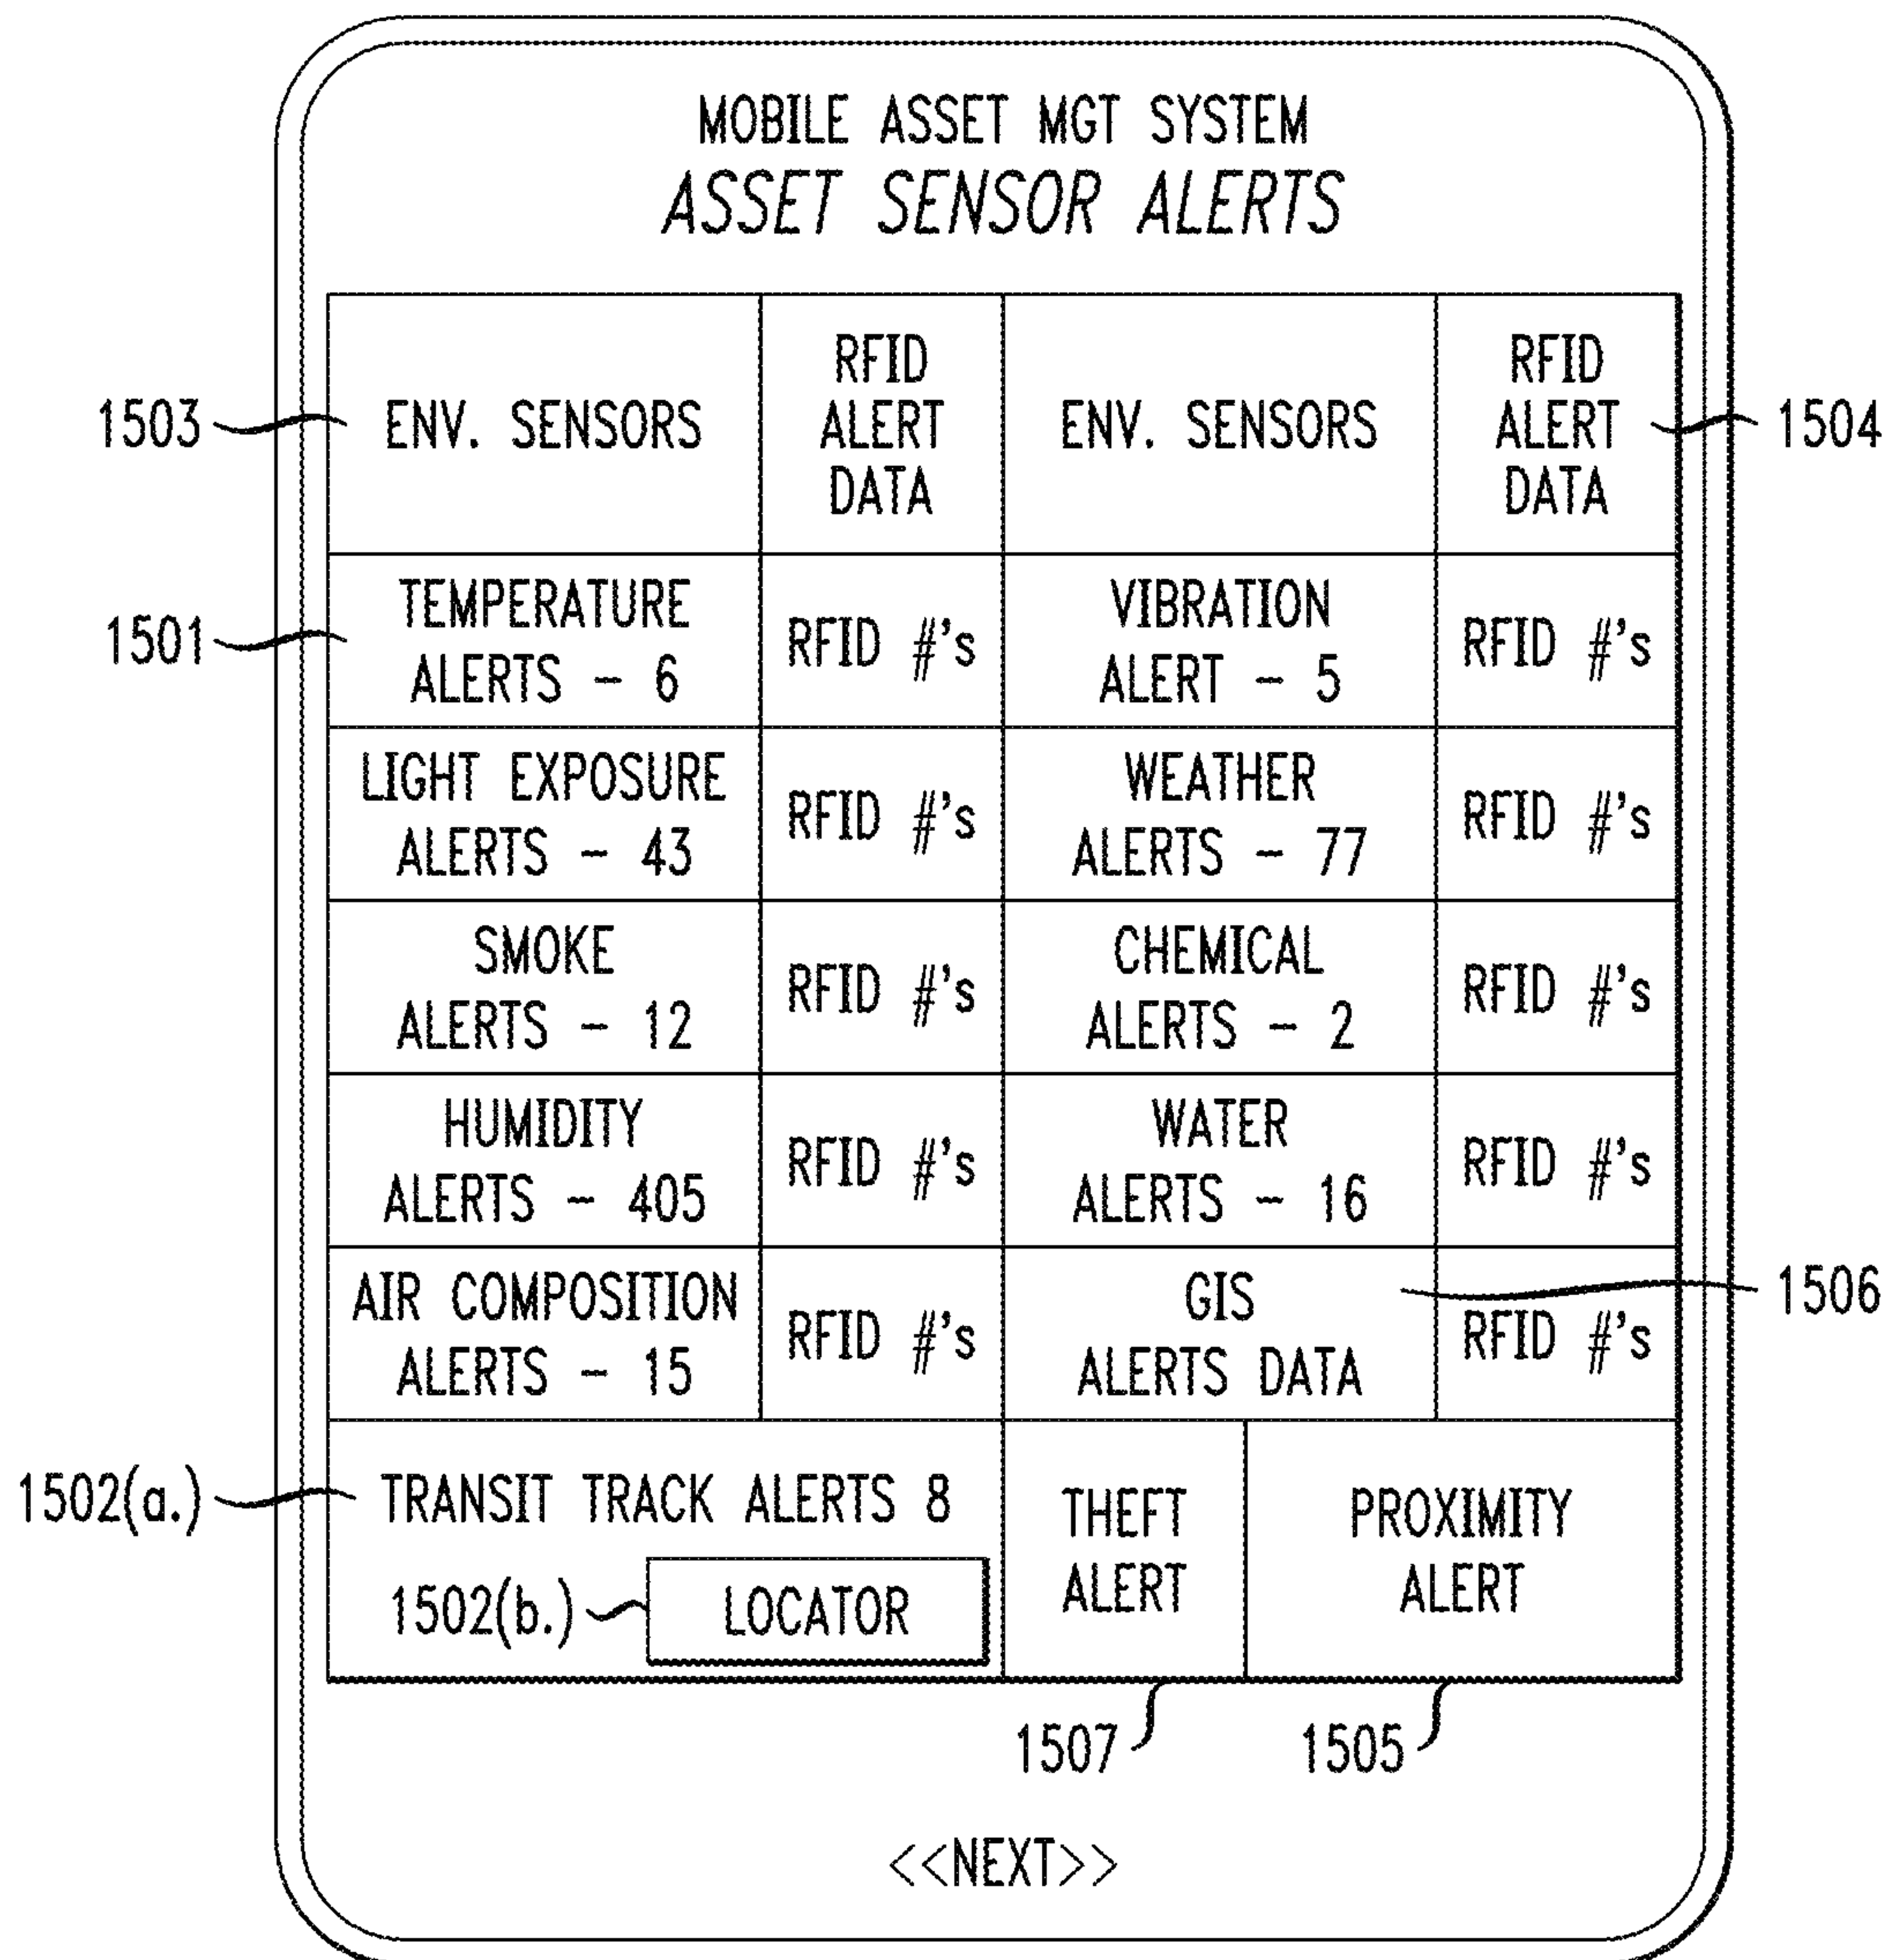 MOBILE ASSET MGT SYSTEM
ASSET SENSOR ALERTS
1503
ENV. SENSORS
RFID
ALERT
DATA
ENV. SENSORS
RFID
ALERT
DATA
1504
1501
TEMPERATURE
ALERTS - 6
RFID #'s
VIBRATION
ALERT - 5
RFID #'s
LIGHT EXPOSURE
ALERTS - 43
RFID #'s
WEATHER
ALERTS - 77
RFID #'s
SMOKE
ALERTS - 12
RFID #'s
CHEMICAL
ALERTS - 2
RFID #'s
HUMIDITY
ALERTS - 405
RFID #'s
WATER
ALERTS - 16
RFID #'s
AIR COMPOSITION
ALERTS - 15
RFID #'s
GIS
ALERTS DATA
RFID #'s
1506
1502(a.)
TRANSIT TRACK ALERTS 8
1502(b.)
LOCATOR
THEFT
ALERT
PROXIMITY
ALERT
1507
1505
<<NEXT>>